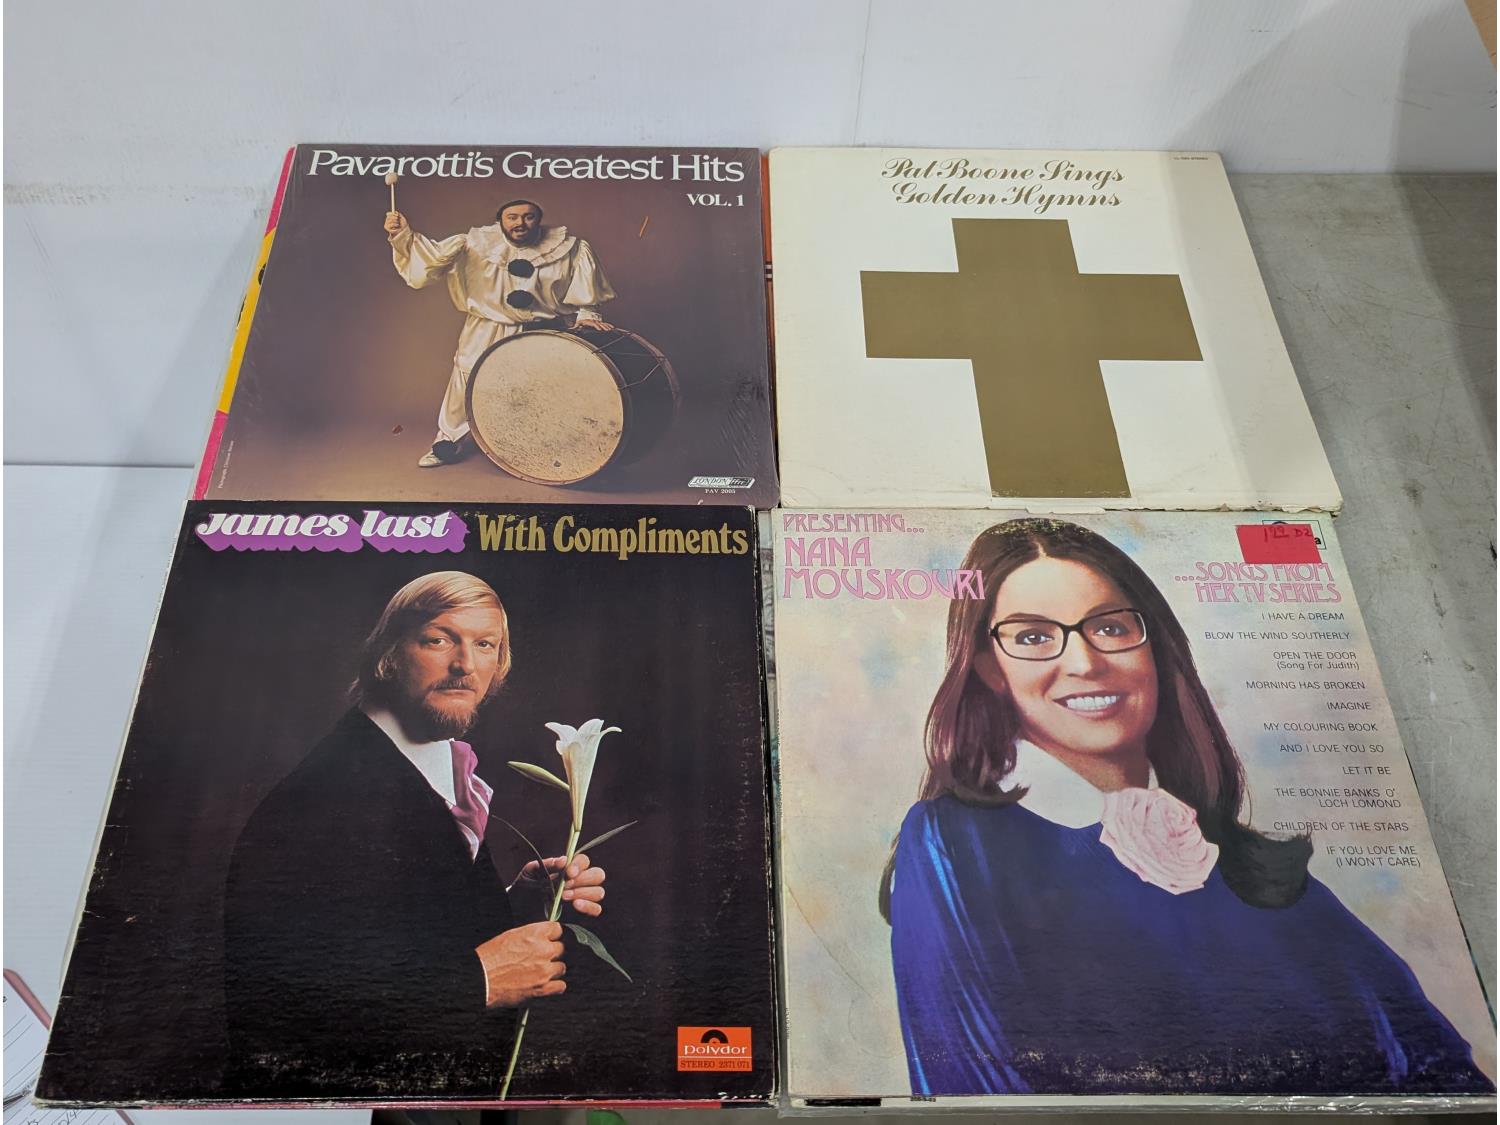 Pavarotti's Greatest Hits
VOL. 1
LONDON
PAV 2003
Pat Boone Sings
Golden Hymns
James Last With Compliments
Polydor
STEREO 2371 071
PRESENTING...
NANA
MOUSKOURI
199 D2
...SONGS FROM
HER TV SERIES
I HAVE A DREAM
BLOW THE WIND SOUTHERLY
OPEN THE DOOR
(Song For Judith)
MORNING HAS BROKEN
IMAGINE
MY COLOURING BOOK
AND I LOVE YOU SO
LET IT BE
THE BONNIE BANKS O'
LOCH LOMOND
CHILDREN OF THE STARS
IF YOU LOVE ME
(I WON'T CARE)